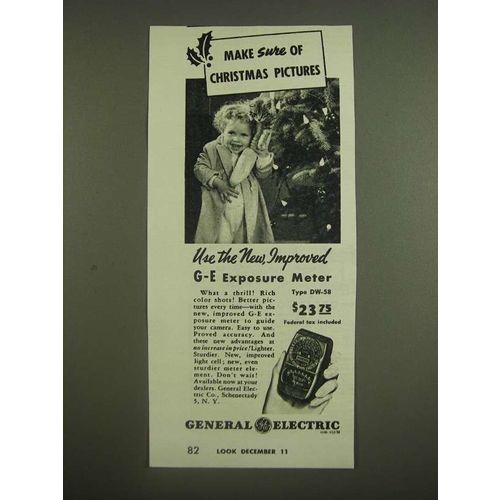 MAKE sure OF
CHRISTMAS PICTURES
Use the New, Improved
G-E Exposure Meter
What a thrill! Rich
color shots! Better pic-
tures every time—with the
new, improved G-E ex-
posure meter to guide
your camera. Easy to use.
Proved accuracy. And
these new advantages at
no increase in price! Lighter.
Sturdier. New, improved
light cell; new, even
sturdier meter ele-
ment. Don't wait!
Available now at your
dealers. General Elec-
tric Co., Schenectady
5, N. Y.
Type DW-58
$23.75
Federal tax included
GENERAL GE ELECTRIC
82 LOOK DECEMBER 11